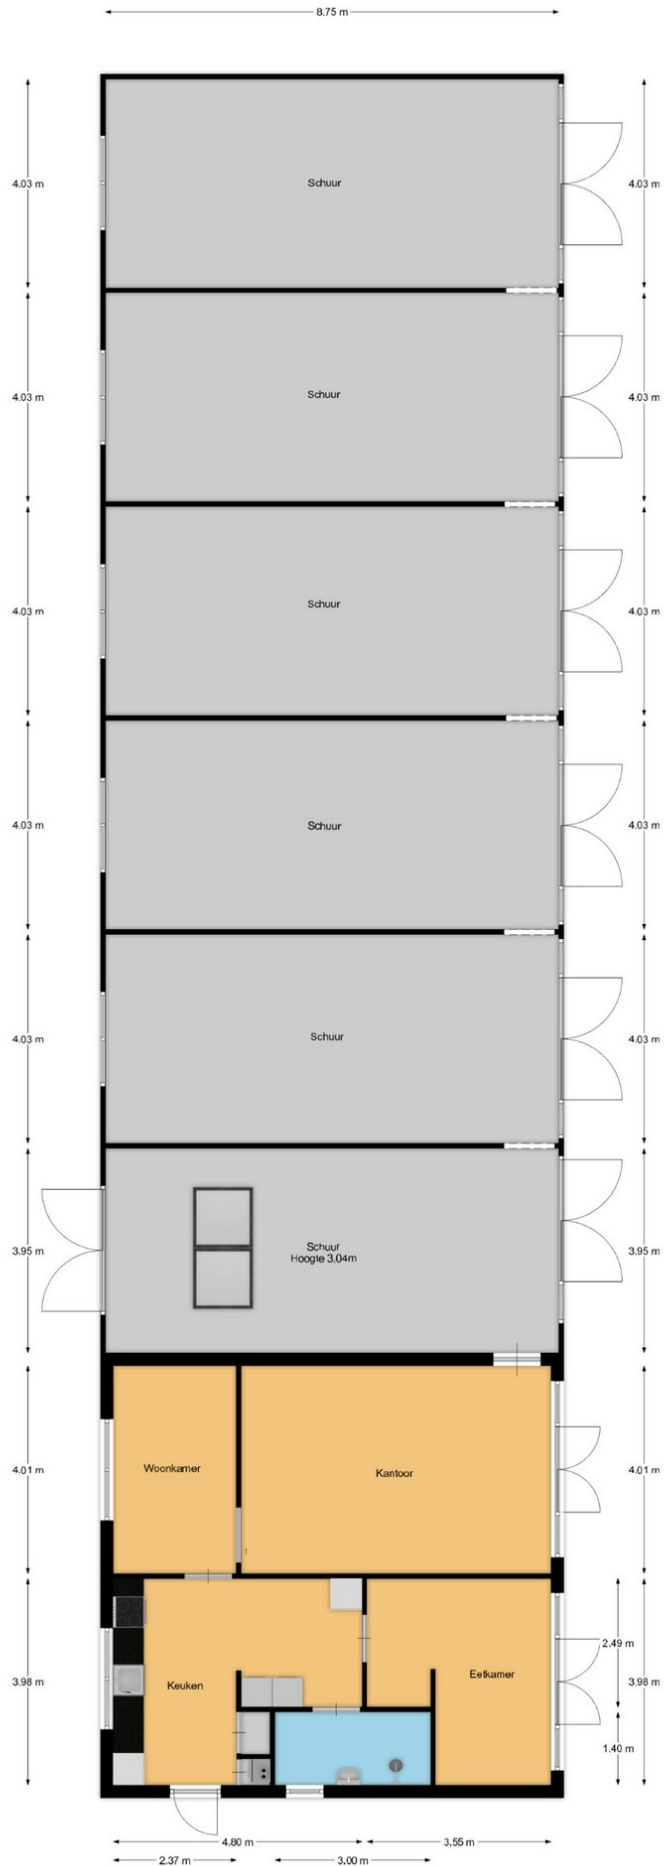 8.75 m
4.03 m
Schuur
4.03 m
4.03 m
Schuur
4.03 m
4.03 m
Schuur
4.03 m
4.03 m
Schuur
4.03 m
4.03 m
Schuur
4.03 m
3.95 m
Schuur
Hoogte 3,04m
3.95 m
4.01 m
Woonkamer
Kantoor
4.01 m
2.49 m
3.98 m
Keuken
Eetkamer
3.98 m
1.40 m
4.80 m
3.55 m
2.37 m
3.00 m